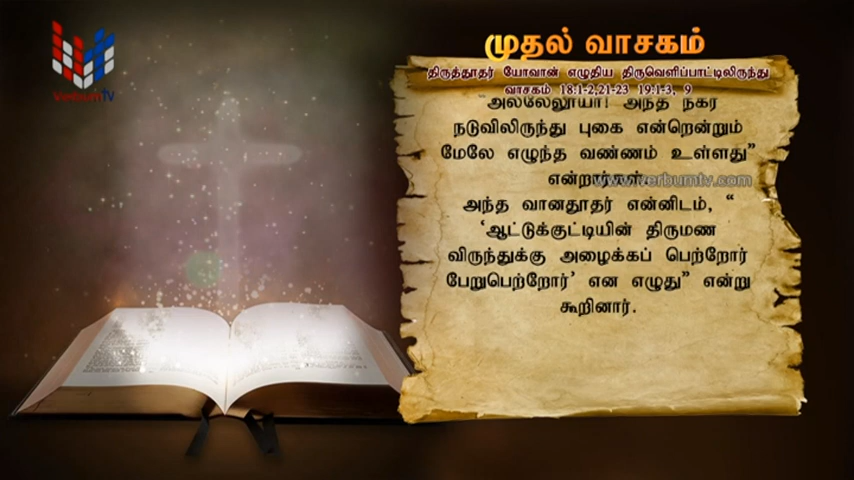 VerbumTV
முதல் வாசகம்
திருத்தூதர் யோவான் எழுதிய திருவெளிப்பாட்டிலிருந்து
வாசகம் 18:1-2,21-23 19:1-3, 9
"அல்லேலூயா! அந்த நகர்
நடுவிலிருந்து புகை என்றென்றும்
மேலே எழுந்த வண்ணம் உள்ளது"
என்றார்கள்.
www.verbumtv.com
அந்த வானதூதர் என்னிடம், "
'ஆட்டுக்குட்டியின் திருமண
விருந்துக்கு அழைக்கப் பெற்றோர்
பேறுபெற்றோர்' என எழுது" என்று
கூறினார்.